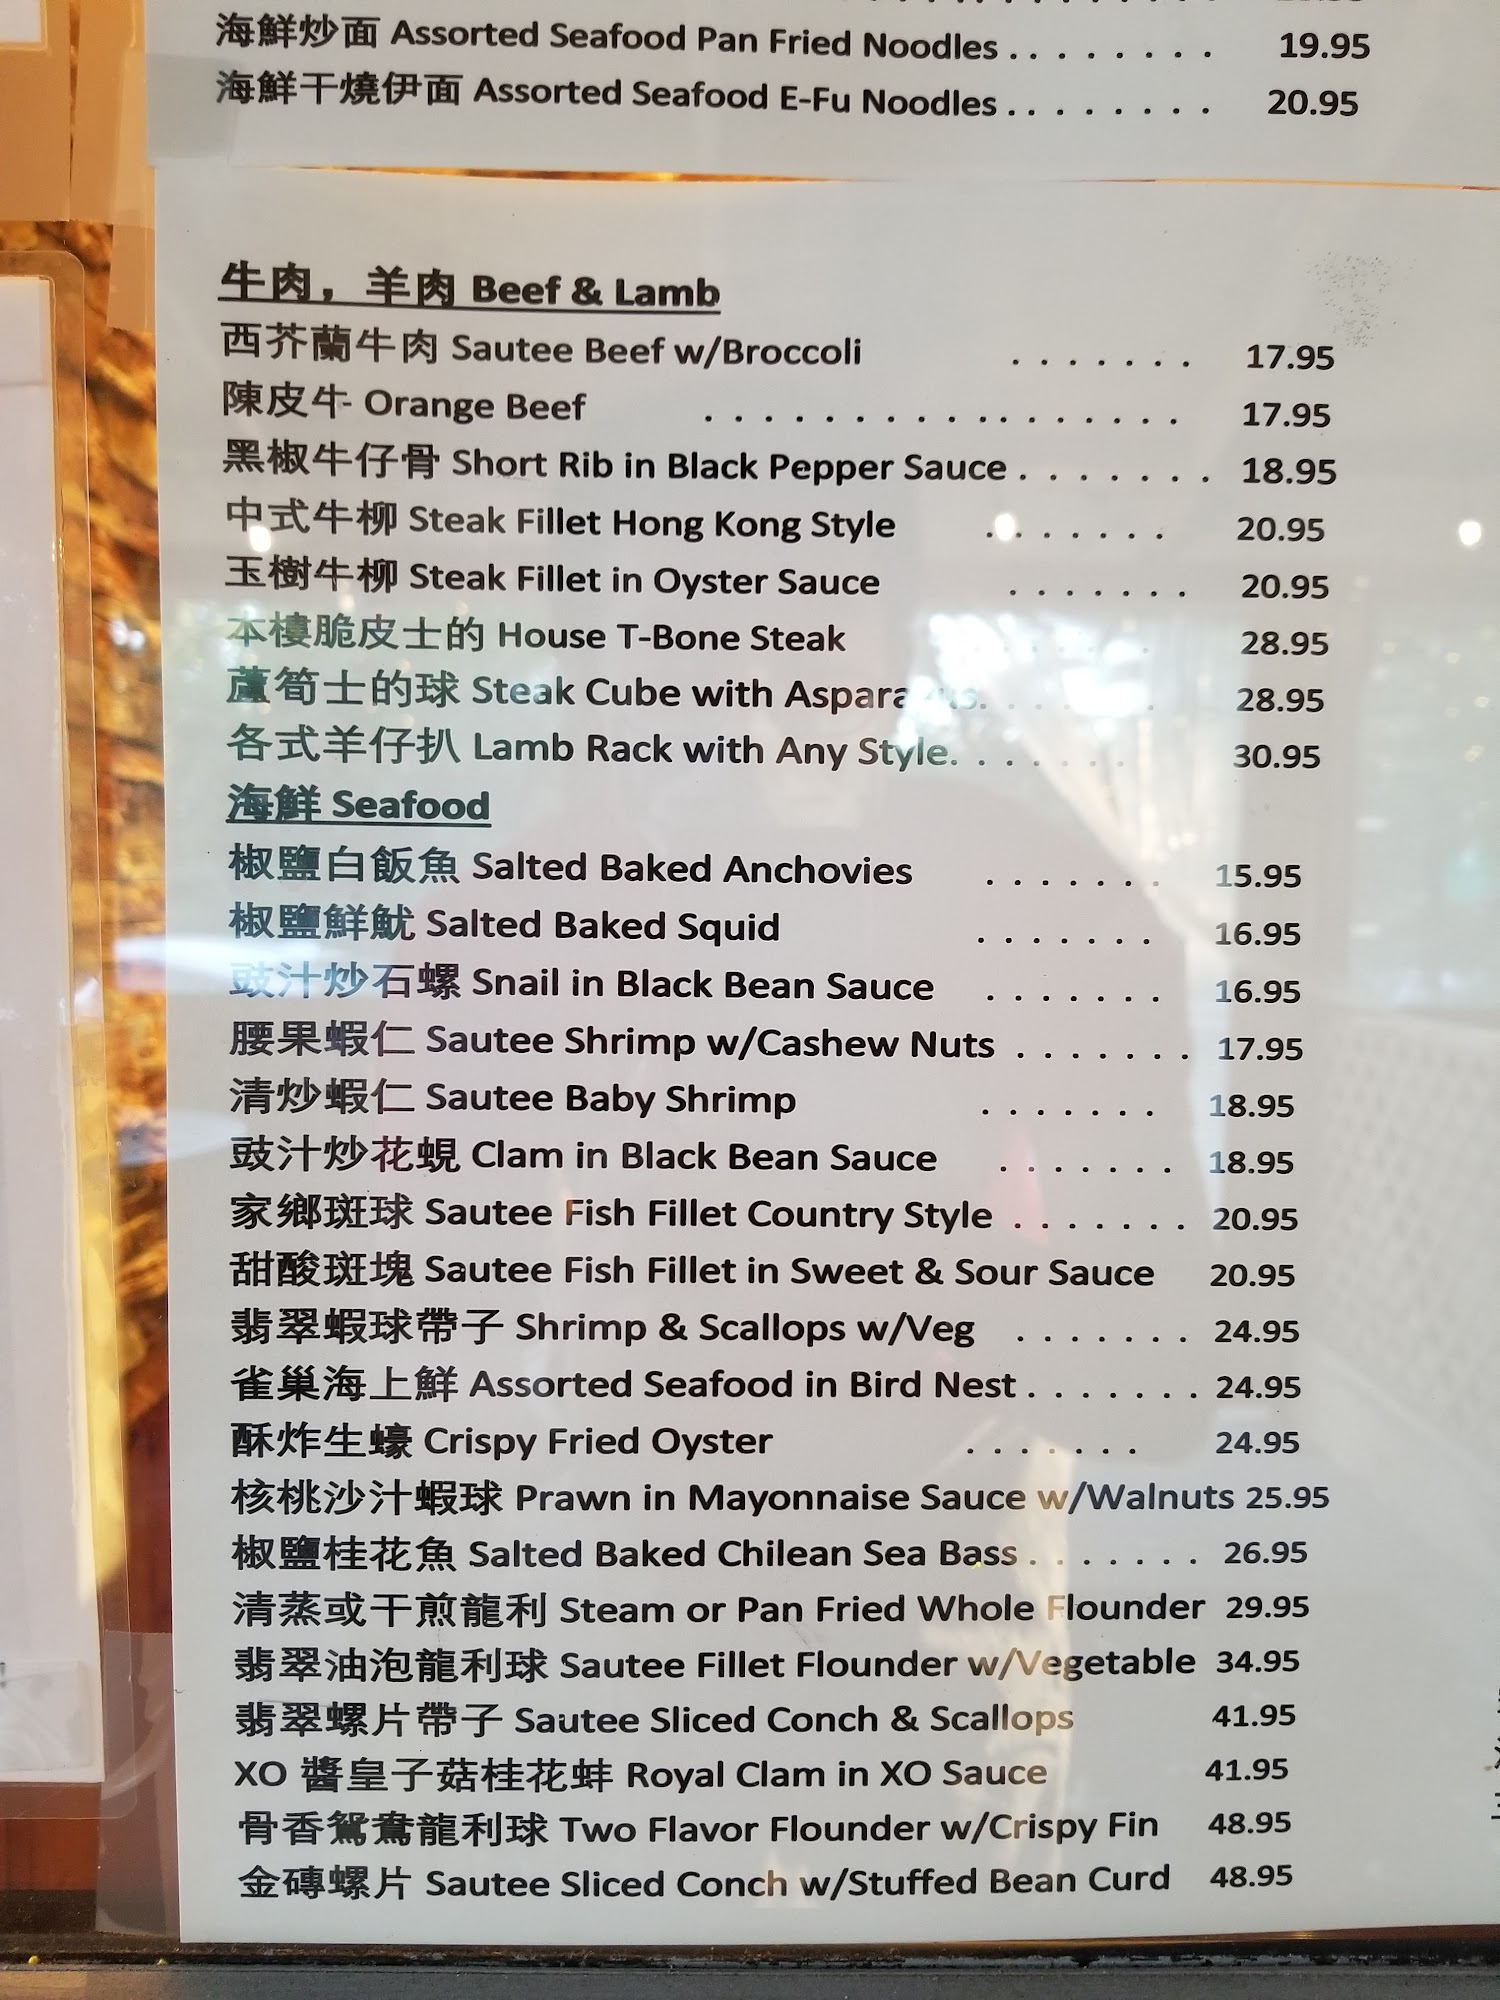 海鮮炒面 Assorted Seafood Pan Fried Noodles . . . . . . . . 19.95
海鮮干燒伊面 Assorted Seafood E-Fu Noodles . . . . . . . . 20.95
牛肉，羊肉 Beef & Lamb
西芥蘭牛肉 Sautee Beef w/Broccoli . . . . . . . 17.95
陳皮牛 Orange Beef . . . . . . . . . . . . . . . . 17.95
黑椒牛仔骨 Short Rib in Black Pepper Sauce . . . . . . . 18.95
中式牛柳 Steak Fillet Hong Kong Style . . . . . . . 20.95
玉樹牛柳 Steak Fillet in Oyster Sauce . . . . . . . 20.95
本樓脆皮士的 House T-Bone Steak 28.95
蘆筍士的球 Steak Cube with Asparagus. . . . . . . 28.95
各式羊仔扒 Lamb Rack with Any Style. . . . . . . 30.95
海鮮 Seafood
椒鹽白飯魚 Salted Baked Anchovies . . . . . . . 15.95
椒鹽鮮魷 Salted Baked Squid . . . . . . . 16.95
豉汁炒石螺 Snail in Black Bean Sauce . . . . . . . 16.95
腰果蝦仁 Sautee Shrimp w/Cashew Nuts . . . . . . . 17.95
清炒蝦仁 Sautee Baby Shrimp . . . . . . . 18.95
豉汁炒花蜆 Clam in Black Bean Sauce . . . . . . . 18.95
家鄉斑球 Sautee Fish Fillet Country Style . . . . . . . 20.95
甜酸斑塊 Sautee Fish Fillet in Sweet & Sour Sauce 20.95
翡翠蝦球帶子 Shrimp & Scallops w/Veg . . . . . . . 24.95
雀巢海上鮮 Assorted Seafood in Bird Nest . . . . . . . 24.95
酥炸生蠔 Crispy Fried Oyster . . . . . . . 24.95
核桃沙汁蝦球 Prawn in Mayonnaise Sauce w/Walnuts 25.95
椒鹽桂花魚 Salted Baked Chilean Sea Bass . . . . . . . 26.95
清蒸或干煎龍利 Steam or Pan Fried Whole Flounder 29.95
翡翠油泡龍利球 Sautee Fillet Flounder w/Vegetable 34.95
翡翠螺片帶子 Sautee Sliced Conch & Scallops 41.95
XO 醬皇子菇桂花蚌 Royal Clam in XO Sauce 41.95
骨香鴛鴦龍利球 Two Flavor Flounder w/Crispy Fin 48.95
金磚螺片 Sautee Sliced Conch w/Stuffed Bean Curd 48.95